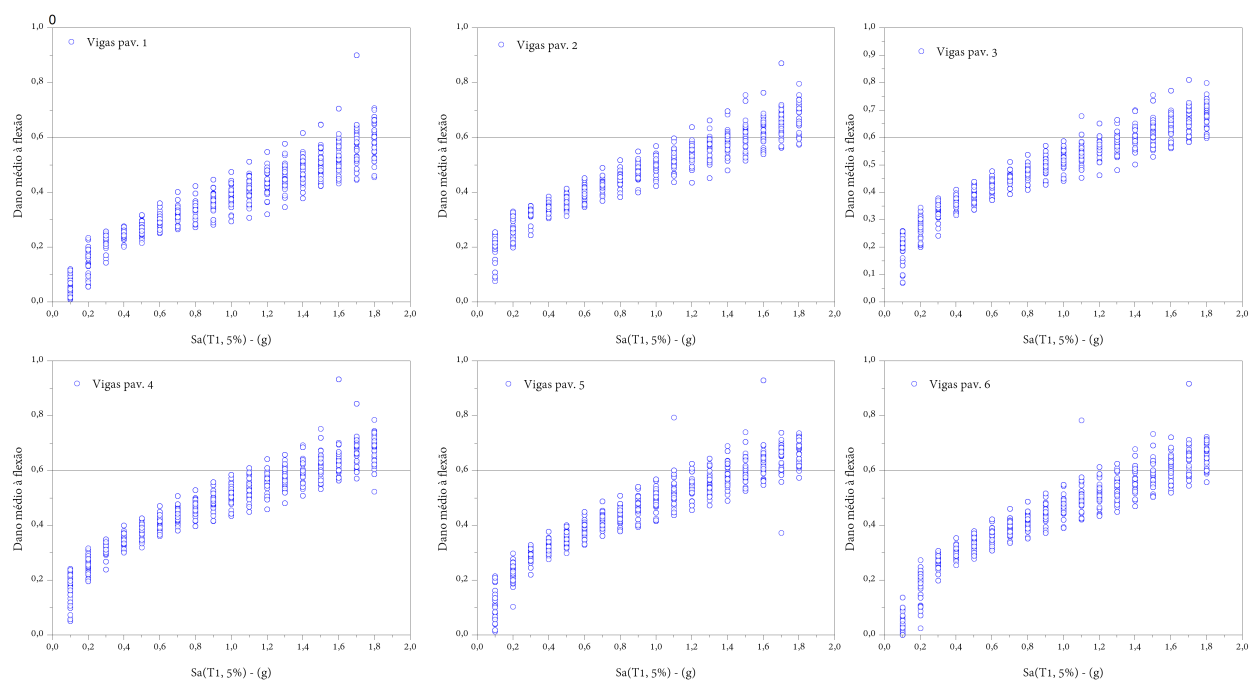 0
1,0
Vigas pav. 1
0,8
0,6
0,4
0,2
0,0
Dano médio à flexão
0,0 0,2 0,4 0,6 0,8 1,0 1,2 1,4 1,6 1,8 2,0
Sa(T1, 5%) - (g)
1,0
Vigas pav. 2
0,8
0,6
0,4
0,2
0,0
Dano médio à flexão
0,0 0,2 0,4 0,6 0,8 1,0 1,2 1,4 1,6 1,8 2,0
Sa(T1, 5%) - (g)
1,0
0,9
Vigas pav. 3
0,8
0,7
0,6
0,5
0,4
0,3
0,2
0,1
0,0
Dano médio à flexão
0,0 0,2 0,4 0,6 0,8 1,0 1,2 1,4 1,6 1,8 2,0
Sa(T1, 5%) - (g)
1,0
Vigas pav. 4
0,8
0,6
0,4
0,2
0,0
Dano médio à flexão
0,0 0,2 0,4 0,6 0,8 1,0 1,2 1,4 1,6 1,8 2,0
Sa(T1, 5%) - (g)
1,0
Vigas pav. 5
0,8
0,6
0,4
0,2
0,0
Dano médio à flexão
0,0 0,2 0,4 0,6 0,8 1,0 1,2 1,4 1,6 1,8 2,0
Sa(T1, 5%) - (g)
1,0
Vigas pav. 6
0,8
0,6
0,4
0,2
0,0
Dano médio à flexão
0,0 0,2 0,4 0,6 0,8 1,0 1,2 1,4 1,6 1,8 2,0
Sa(T1, 5%) - (g)